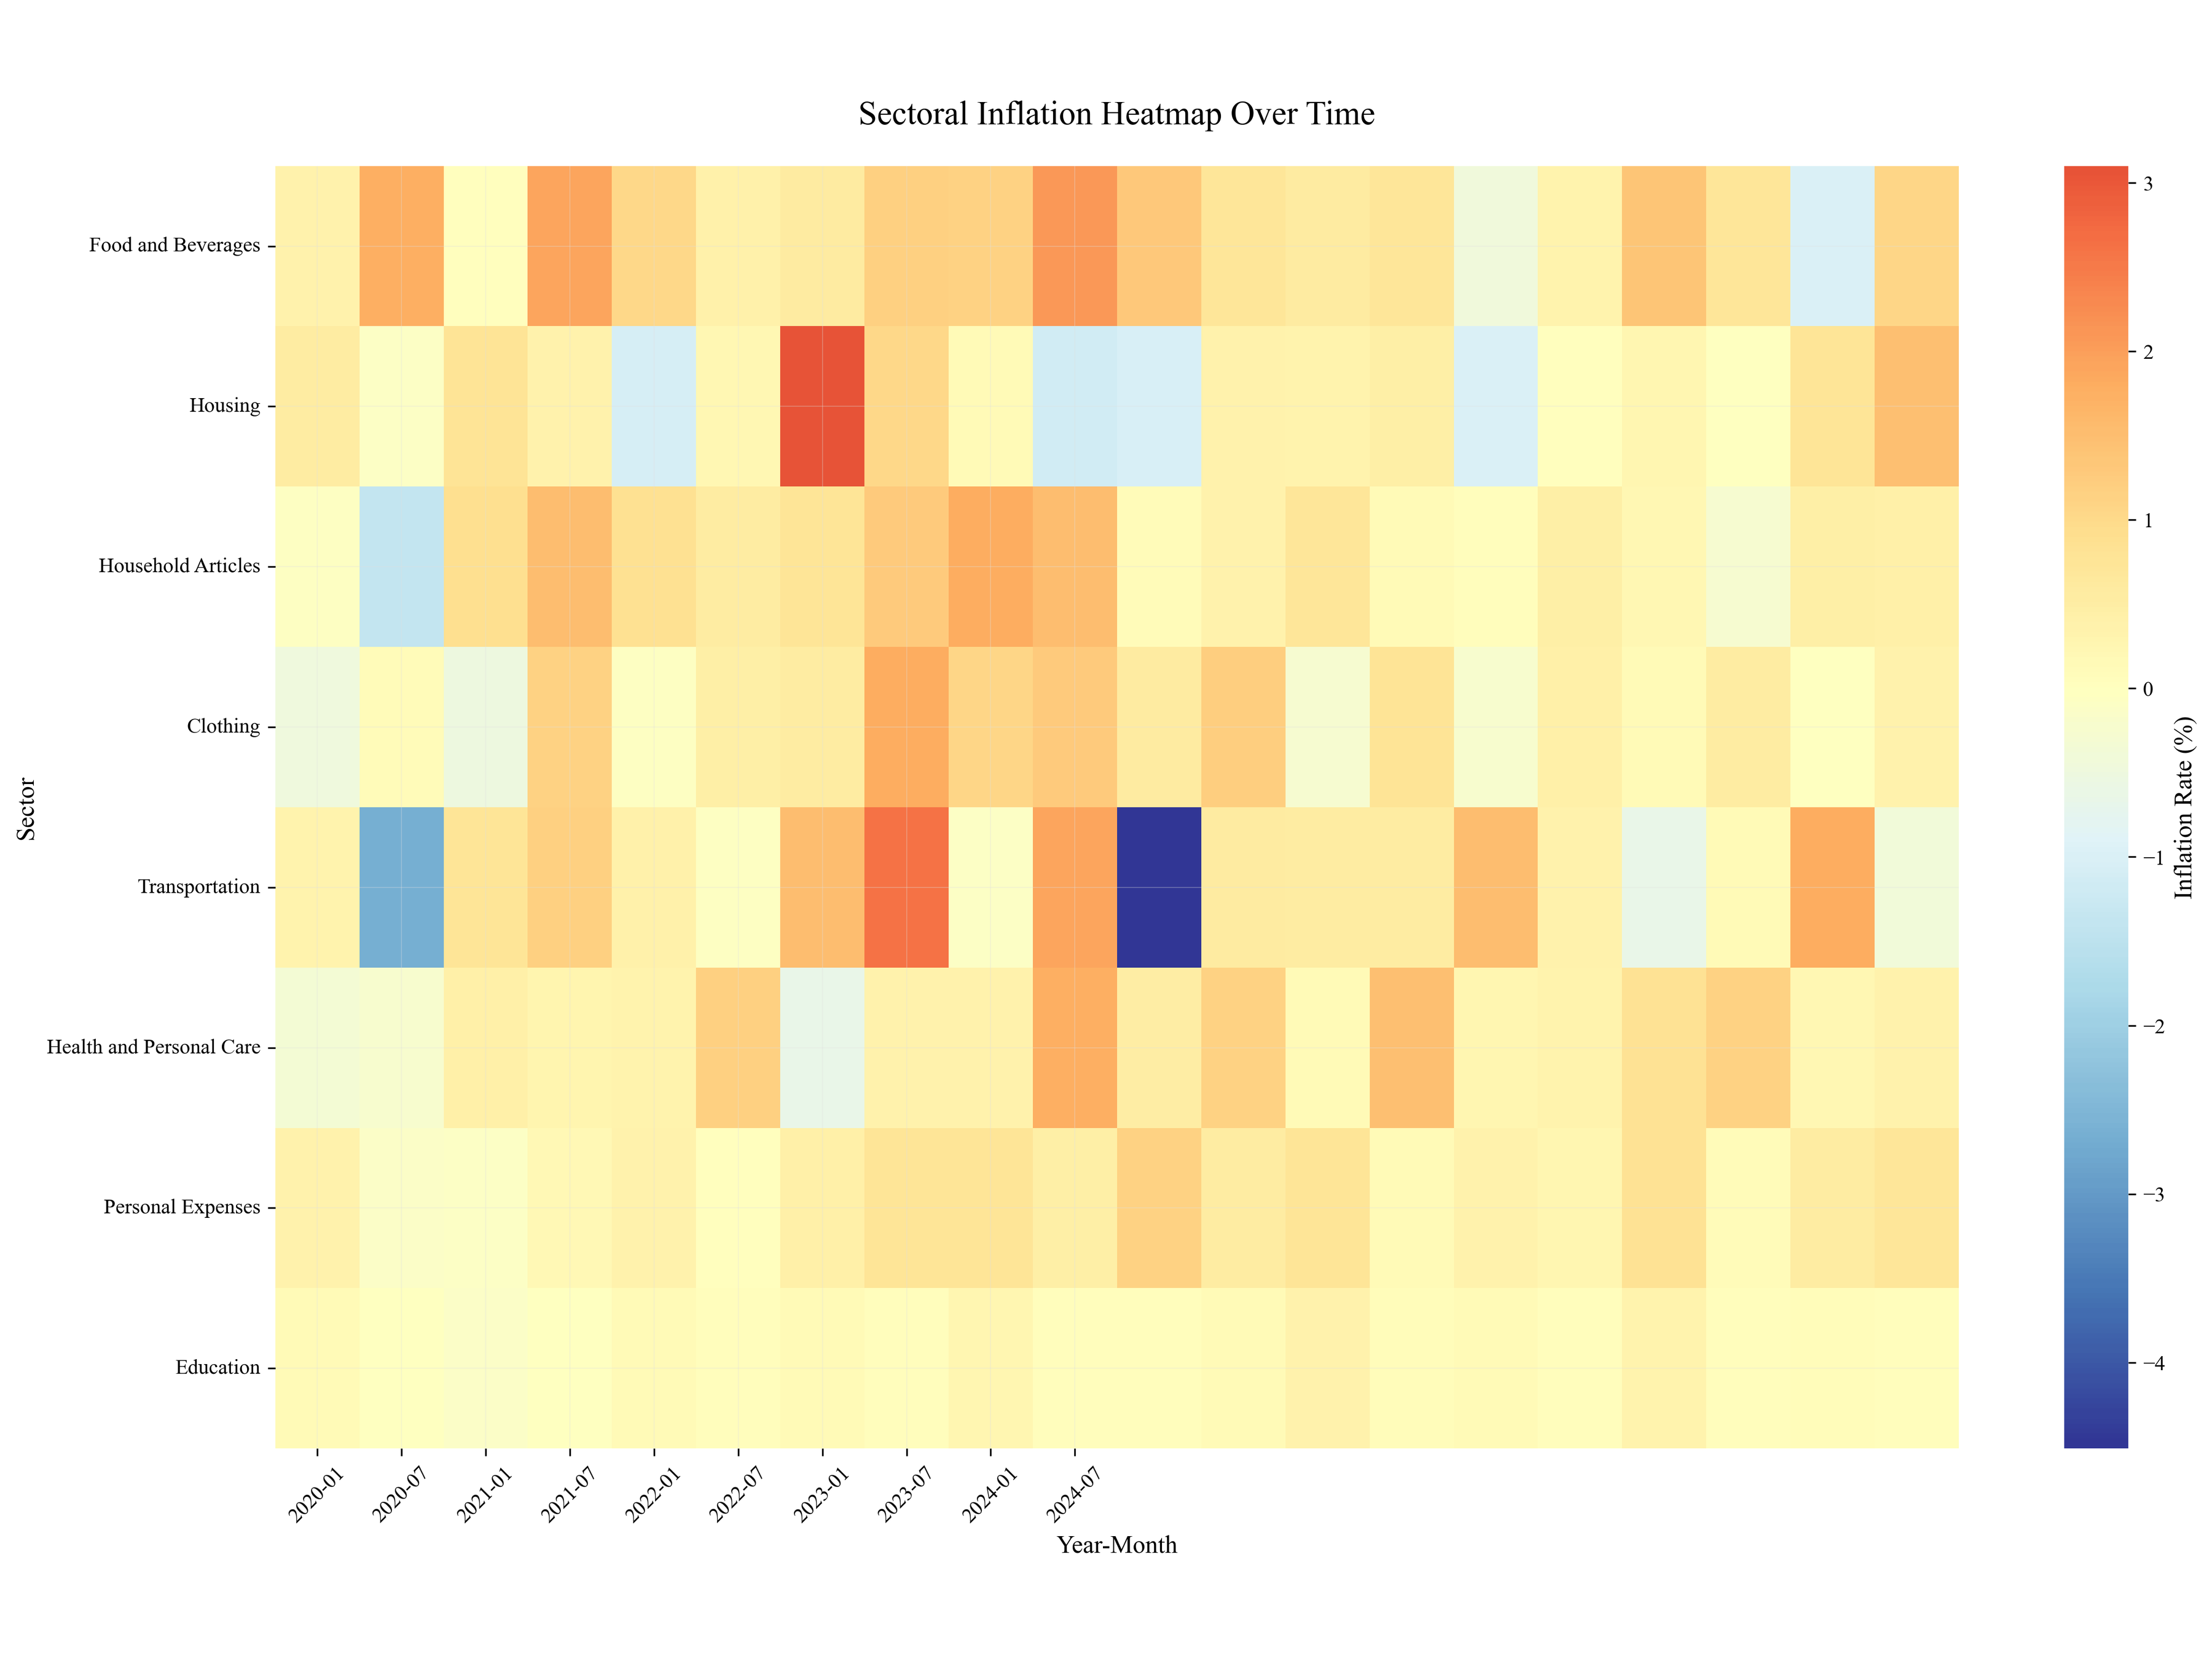 Sectoral Inflation Heatmap Over Time
Sector
Food and Beverages
Housing
Household Articles
Clothing
Transportation
Health and Personal Care
Personal Expenses
Education
2020-01
2020-07
2021-01
2021-07
2022-01
2022-07
2023-01
2023-07
2024-01
2024-07
Year-Month
3
2
1
0
−1
−2
−3
−4
Inflation Rate (%)